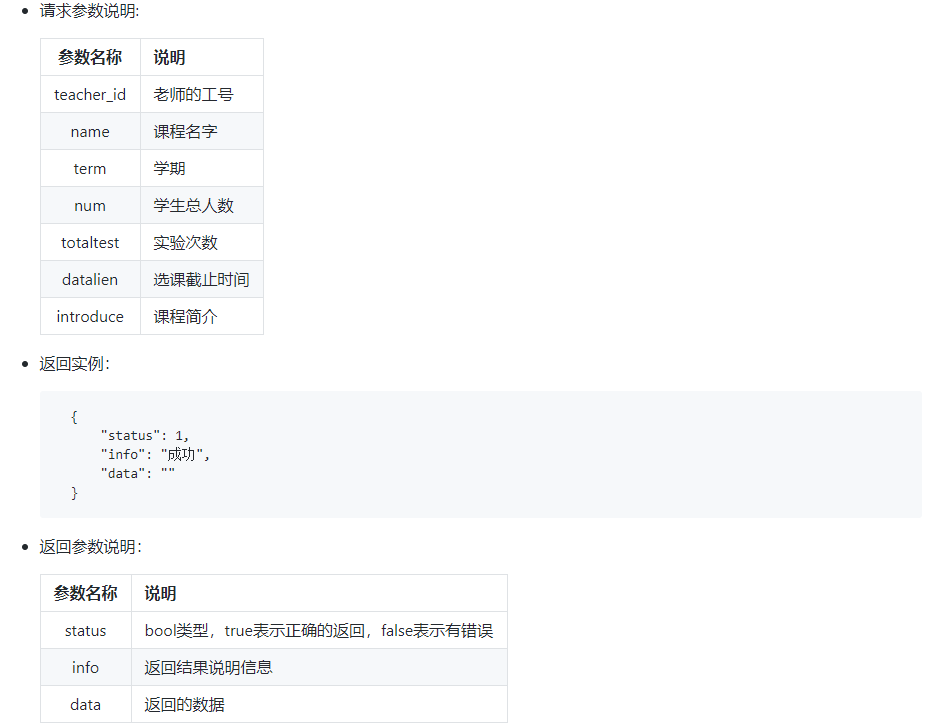 请求参数说明:
参数名称 说明
teacher_id 老师的工号
name 课程名字
term 学期
num 学生总人数
totaltest 实验次数
datalien 选课截止时间
introduce 课程简介
返回实例：
{
"status": 1,
"info": "成功",
"data": ""
}
返回参数说明：
参数名称 说明
status bool类型，true表示正确的返回，false表示有错误
info 返回结果说明信息
data 返回的数据